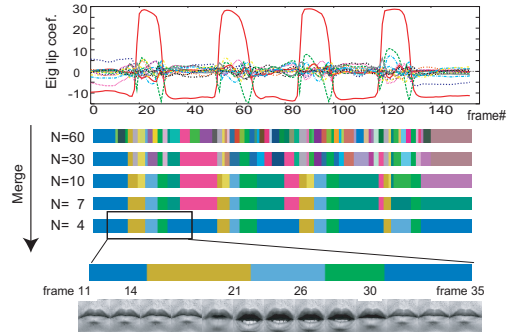 Eig lip coef.
30
20
10
0
-10
0 20 40 60 80 100 120 140
frame#
Merge
N=60
N=30
N=10
N= 7
N= 4
frame 11 14 21 26 30 frame 35